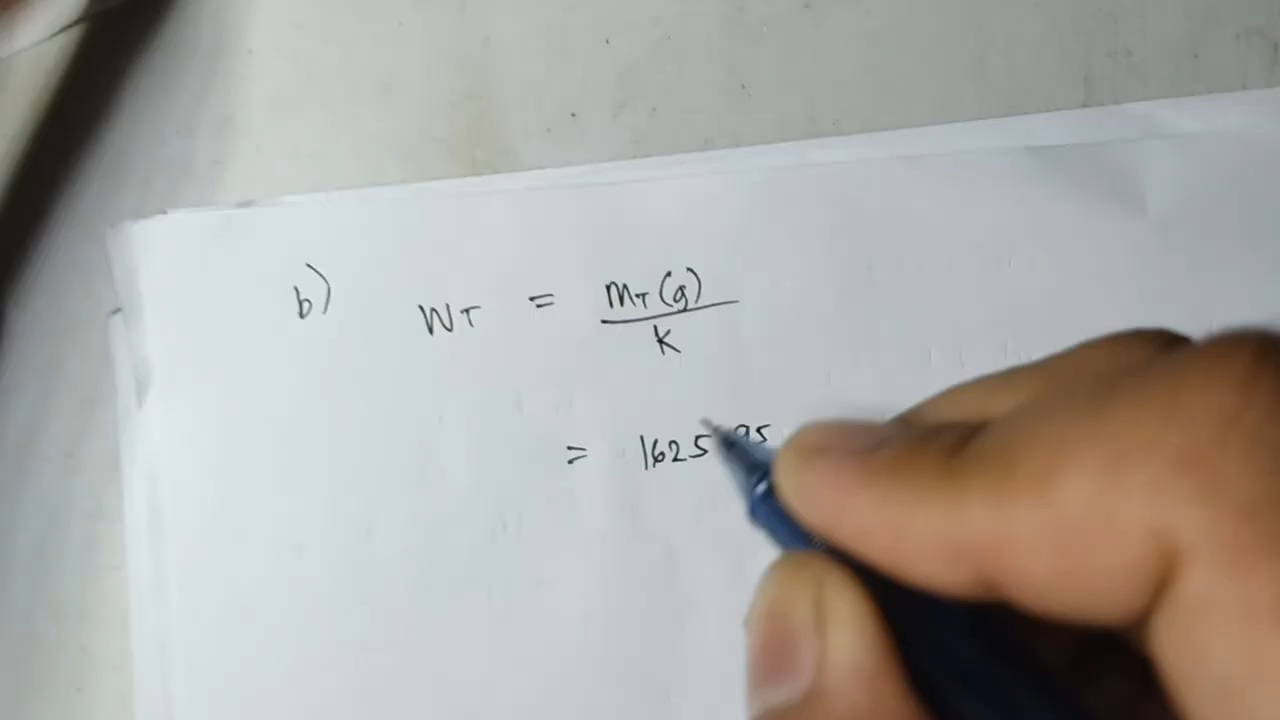 b) WT = mT(g)
K
= 1625